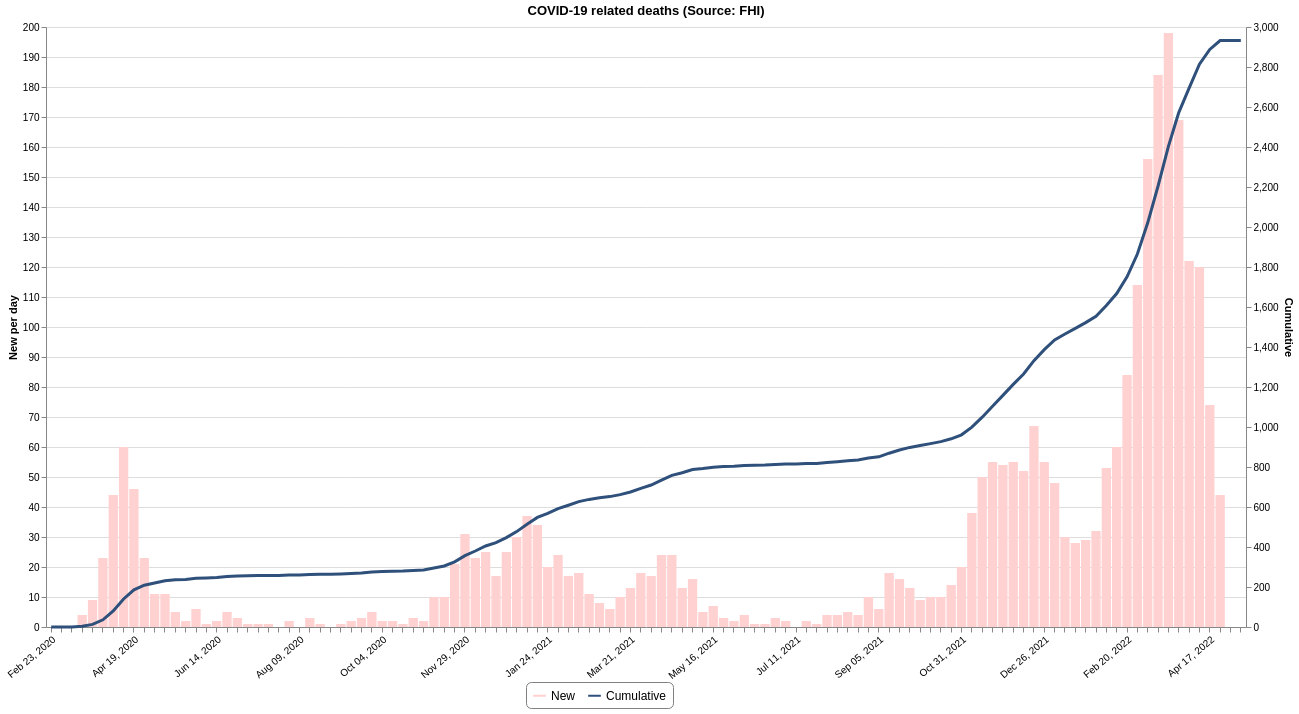 COVID-19 related deaths (Source: FHI)
200
190
180
170
160
150
140
130
120
110
100
90
80
70
60
50
40
30
20
10
0
New per day
3,000
2,800
2,600
2,400
2,200
2,000
1,800
1,600
1,400
1,200
1,000
800
600
400
200
0
Cumulative
Feb 23, 2020
Apr 19, 2020
Jun 14, 2020
Aug 09, 2020
Oct 04, 2020
Nov 29, 2020
Jan 24, 2021
Mar 21, 2021
May 16, 2021
Jul 11, 2021
Sep 05, 2021
Oct 31, 2021
Dec 26, 2021
Feb 20, 2022
Apr 17, 2022
New
Cumulative